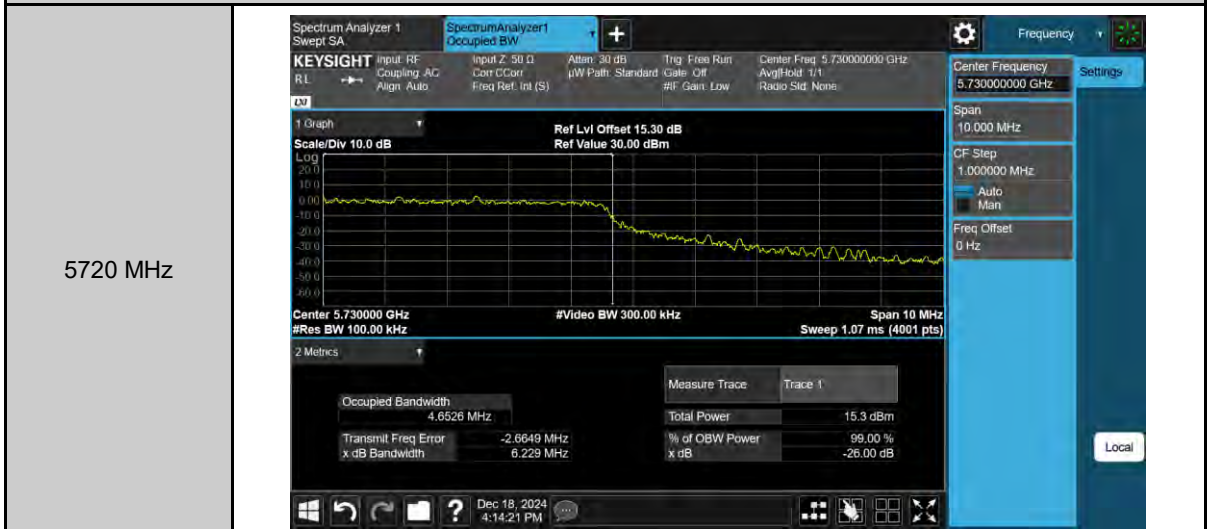 5720 MHz
Spectrum Analyzer 1
Swept SA
SpectrumAnalyzer1
Occupied BW
Frequency
KEYSIGHT
RL
LXI
Input: RF
Coupling: AC
Align: Auto
Input Z: 50 Ω
Corr CCorr
Freq Ref: Int (S)
Atten: 30 dB
µW Path: Standard
Trig: Free Run
Gate: Off
#IF Gain: Low
Center Freq: 5.730000000 GHz
Avg|Hold: 1/1
Radio Std: None
Center Frequency
5.730000000 GHz
Settings
Span
10.000 MHz
CF Step
1.000000 MHz
Auto
Man
Freq Offset
0 Hz
Local
1 Graph
Scale/Div 10.0 dB
Ref Lvl Offset 15.30 dB
Ref Value 30.00 dBm
Log
20.0
10.0
0.00
-10.0
-20.0
-30.0
-40.0
-50.0
-60.0
Center 5.730000 GHz
#Video BW 300.00 kHz
Span 10 MHz
#Res BW 100.00 kHz
Sweep 1.07 ms (4001 pts)
2 Metrics
Measure Trace Trace 1
Occupied Bandwidth
4.6526 MHz
Total Power 15.3 dBm
Transmit Freq Error -2.6649 MHz
% of OBW Power 99.00 %
x dB Bandwidth 6.229 MHz
x dB -26.00 dB
Dec 18, 2024
4:14:21 PM